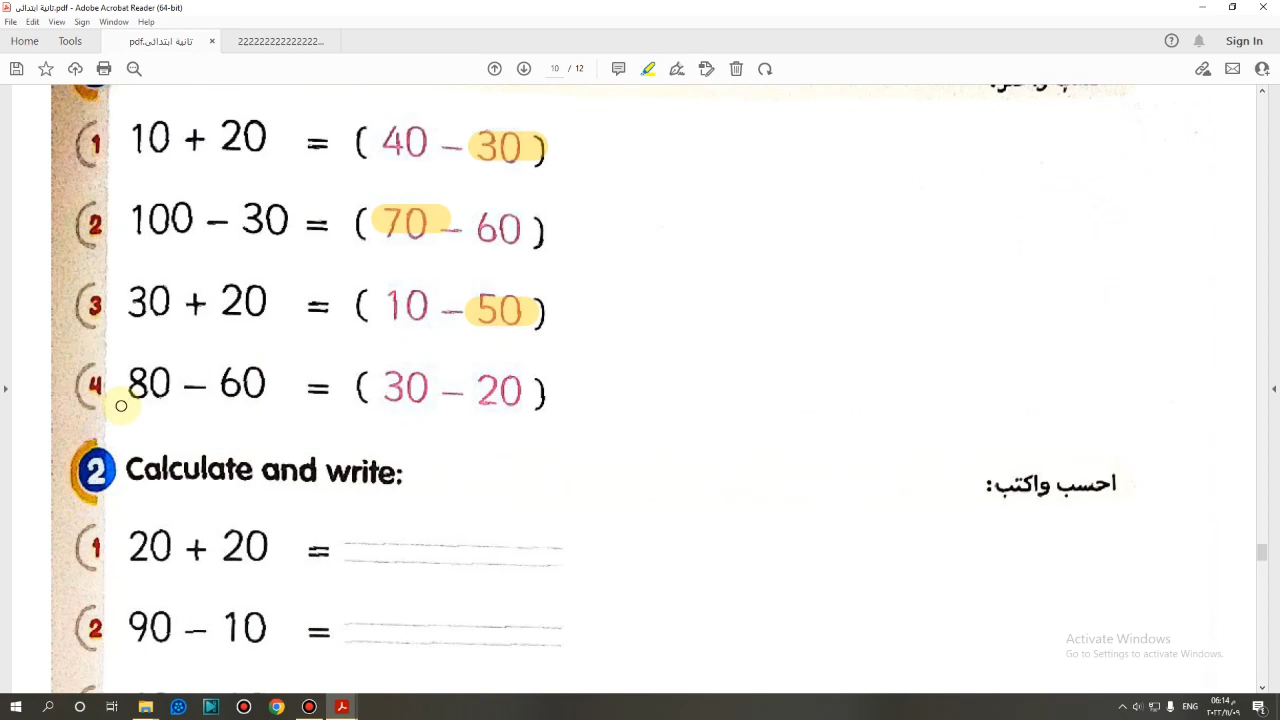 تانية ابتدائى.pdf - Adobe Acrobat Reader (64-bit)
File Edit View Sign Window Help
Home Tools تانية ابتدائى.pdf × 222222222222222... Sign In
10 / 12
1 10 + 20 = ( 40 – 30 )
2 100 – 30 = ( 70 – 60 )
3 30 + 20 = ( 10 – 50 )
4 80 – 60 = ( 30 – 20 )
2 Calculate and write: احسب واكتب:
1 20 + 20 =
2 90 – 10 =
Activate Windows
Go to Settings to activate Windows.
ENG
06:14 م